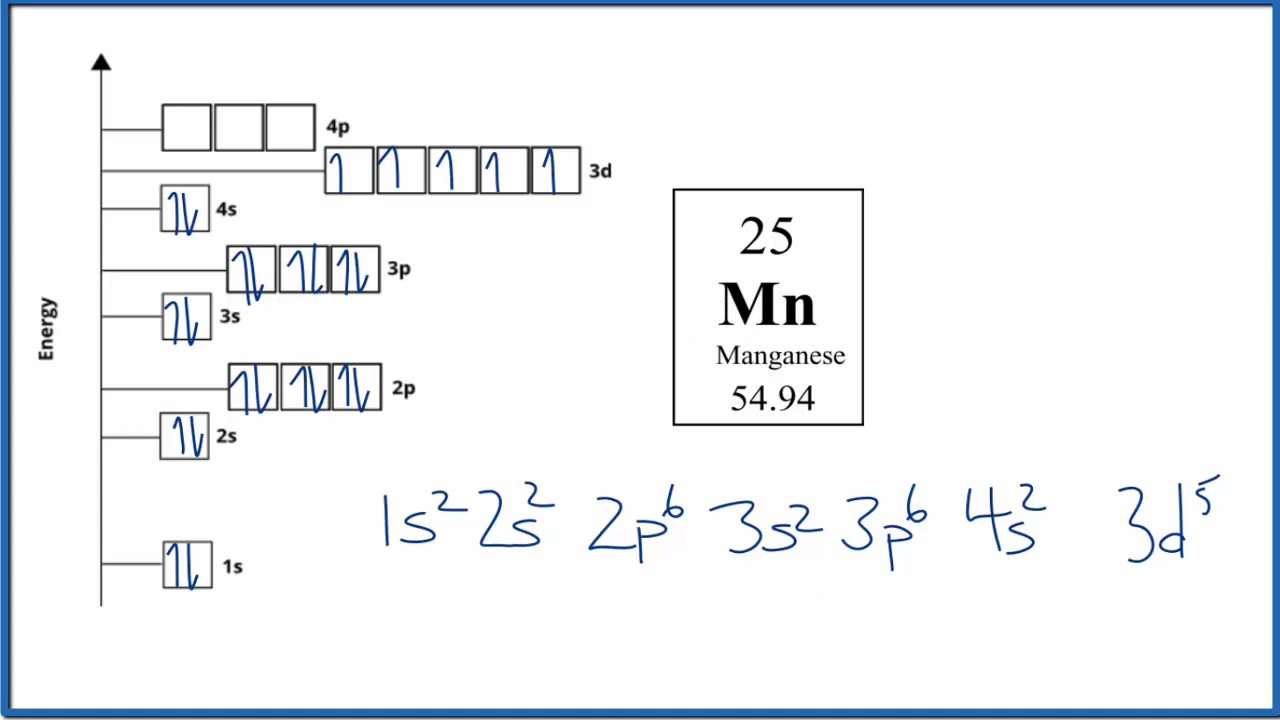 4p
3d
4s
3p
3s
2p
2s
1s
Energy
25
Mn
Manganese
54.94
1s² 2s² 2p⁶ 3s² 3p⁶ 4s² 3d⁵